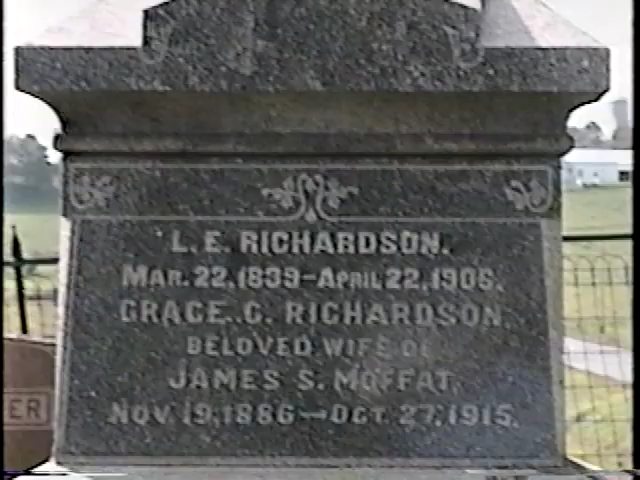 L. E. RICHARDSON.
MAR. 22, 1839–APRIL 22, 1906.
GRACE. G. RICHARDSON.
BELOVED WIFE OF
JAMES S. MOFFAT.
NOV. 19, 1886–OCT. 27, 1915.
ER